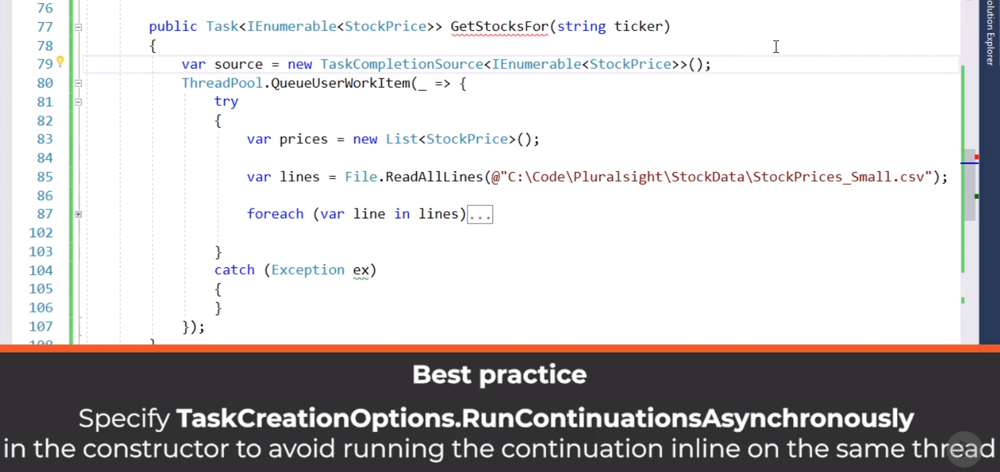 olution Explorer
76
77 public Task<IEnumerable<StockPrice>> GetStocksFor(string ticker)
78 {
79 var source = new TaskCompletionSource<IEnumerable<StockPrice>>();
80 ThreadPool.QueueUserWorkItem(_ => {
81 try
82 {
83 var prices = new List<StockPrice>();
84
85 var lines = File.ReadAllLines(@"C:\Code\Pluralsight\StockData\StockPrices_Small.csv");
86
87 foreach (var line in lines)...
102
103 }
104 catch (Exception ex)
105 {
106 }
107 });
108 }
Best practice
Specify TaskCreationOptions.RunContinuationsAsynchronously
in the constructor to avoid running the continuation inline on the same thread